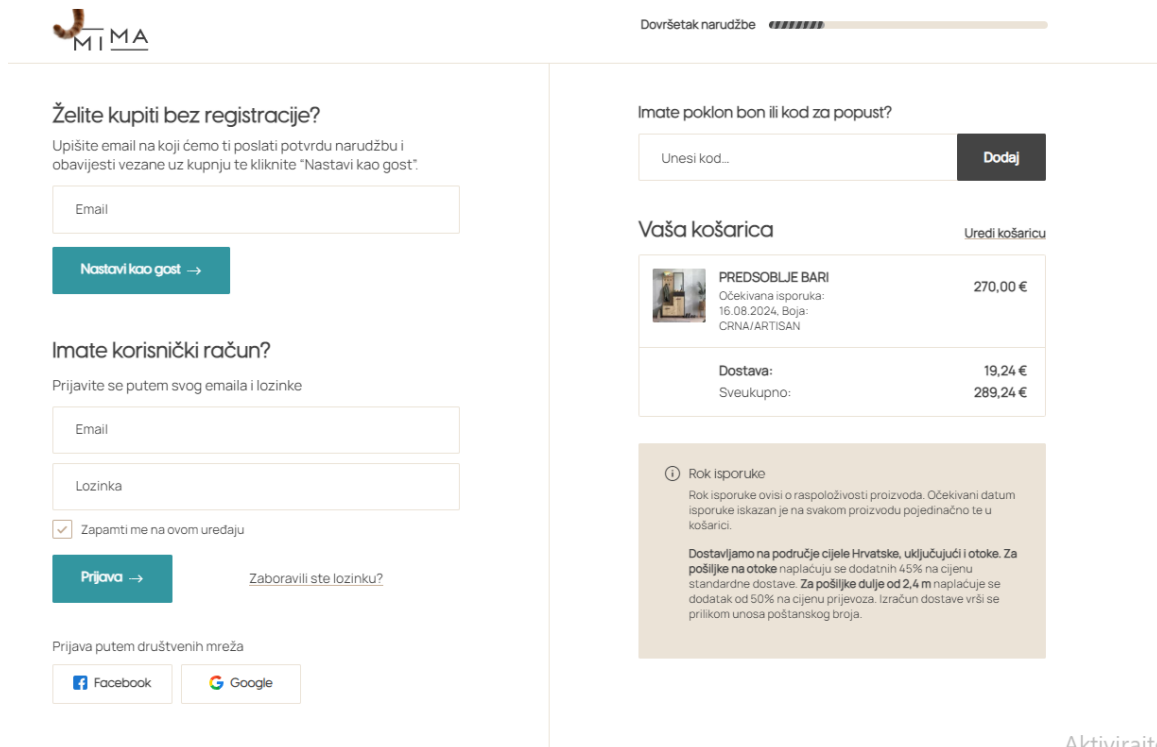 MIMA
Dovršetak narudžbe
Želite kupiti bez registracije?
Upišite email na koji ćemo ti poslati potvrdu narudžbu i
obavijesti vezane uz kupnju te kliknite “Nastavi kao gost”.
Email
Nastavi kao gost →
Imate korisnički račun?
Prijavite se putem svog emaila i lozinke
Email
Lozinka
Zapamti me na ovom uređaju
Prijava →
Zaboravili ste lozinku?
Prijava putem društvenih mreža
Facebook
Google
Imate poklon bon ili kod za popust?
Unesi kod...
Dodaj
Vaša košarica
Uredi košaricu
PREDSOBLJE BARI
270,00 €
Očekivana isporuka:
16.08.2024, Boja:
CRNA/ARTISAN
Dostava: 19,24 €
Sveukupno: 289,24 €
Rok isporuke
Rok isporuke ovisi o raspoloživosti proizvoda. Očekivani datum
isporuke iskazan je na svakom proizvodu pojedinačno te u
košarici.
Dostavljamo na područje cijele Hrvatske, uključujući i otoke. Za
pošiljke na otoke naplaćuju se dodatnih 45% na cijenu
standardne dostave. Za pošiljke dulje od 2,4 m naplaćuje se
dodatak od 50% na cijenu prijevoza. Izračun dostave vrši se
prilikom unosa poštanskog broja.